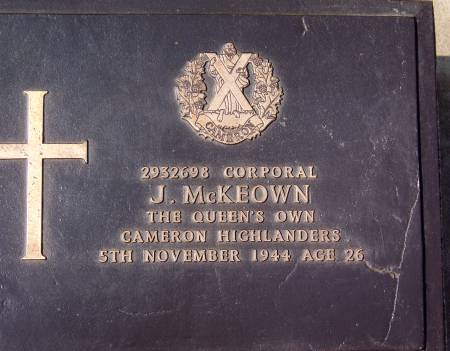 CAMERON
2932698 CORPORAL
J. McKEOWN
THE QUEEN'S OWN
CAMERON HIGHLANDERS
5TH NOVEMBER 1944 AGE 26